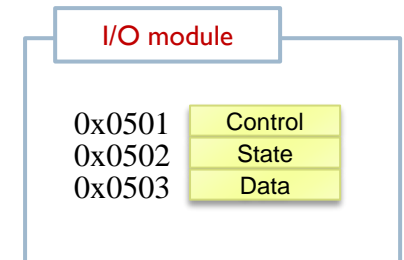 I/O module
0x0501 Control
0x0502 State
0x0503 Data